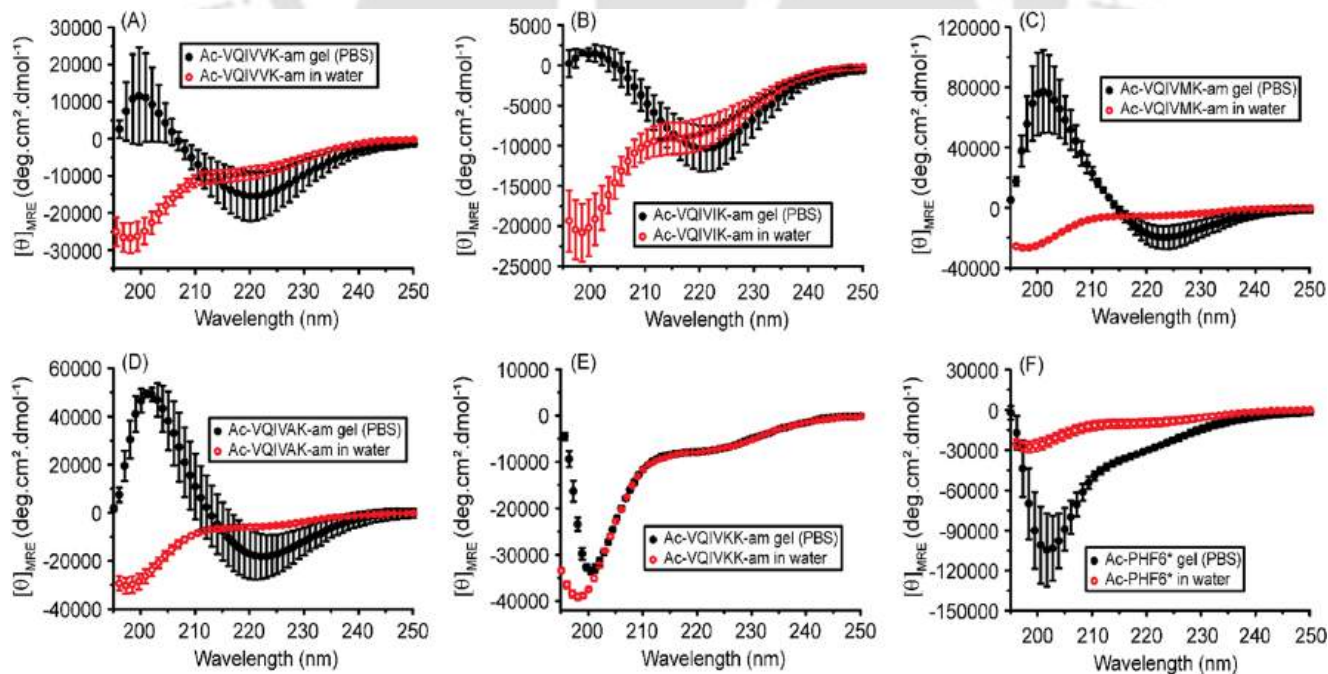 (A)
30000
20000
10000
0
-10000
-20000
-30000
[θ]MRE (deg.cm².dmol⁻¹)
Ac-VQIVVK-am gel (PBS)
Ac-VQIVVK-am in water
200 210 220 230 240 250
Wavelength (nm)
(B)
5000
0
-5000
-10000
-15000
-20000
-25000
[θ]MRE (deg.cm².dmol⁻¹)
Ac-VQIVIK-am gel (PBS)
Ac-VQIVIK-am in water
200 210 220 230 240 250
Wavelength (nm)
(C)
120000
80000
40000
0
-40000
[θ]MRE (deg.cm².dmol⁻¹)
Ac-VQIVMK-am gel (PBS)
Ac-VQIVMK-am in water
200 210 220 230 240 250
Wavelength (nm)
(D)
60000
40000
20000
0
-20000
-40000
[θ]MRE (deg.cm².dmol⁻¹)
Ac-VQIVAK-am gel (PBS)
Ac-VQIVAK-am in water
200 210 220 230 240 250
Wavelength (nm)
(E)
10000
0
-10000
-20000
-30000
-40000
[θ]MRE (deg.cm².dmol⁻¹)
Ac-VQIVKK-am gel (PBS)
Ac-VQIVKK-am in water
200 210 220 230 240 250
Wavelength (nm)
(F)
30000
0
-30000
-60000
-90000
-120000
-150000
[θ]MRE (deg.cm².dmol⁻¹)
Ac-PHF6* gel (PBS)
Ac-PHF6* in water
200 210 220 230 240 250
Wavelength (nm)